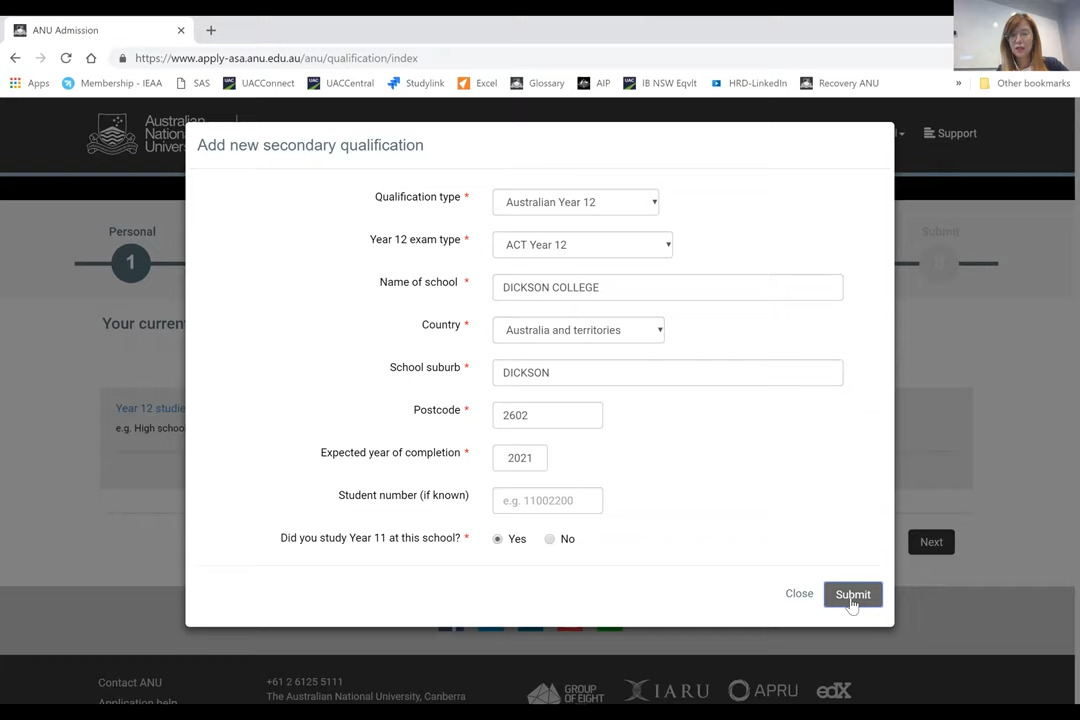 ANU Admission
https://www.apply-asa.anu.edu.au/anu/qualification/index
Apps
Membership - IEAA
SAS
UACConnect
UACCentral
Studylink
Excel
Glossary
AIP
IB NSW Eqvlt
HRD-LinkedIn
Recovery ANU
»
Other bookmarks
Support
Add new secondary qualification
Qualification type *
Australian Year 12
Year 12 exam type *
ACT Year 12
Name of school *
DICKSON COLLEGE
Country *
Australia and territories
School suburb *
DICKSON
Postcode *
2602
Expected year of completion *
2021
Student number (if known)
e.g. 11002200
Did you study Year 11 at this school? *
Yes
No
Close
Submit
Personal
1
Submit
Your current
Year 12 studie
e.g. High schoo
Next
Contact ANU
Application help
+61 2 6125 5111
The Australian National University, Canberra
GROUP
OF EIGHT
IARU
APRU
edX